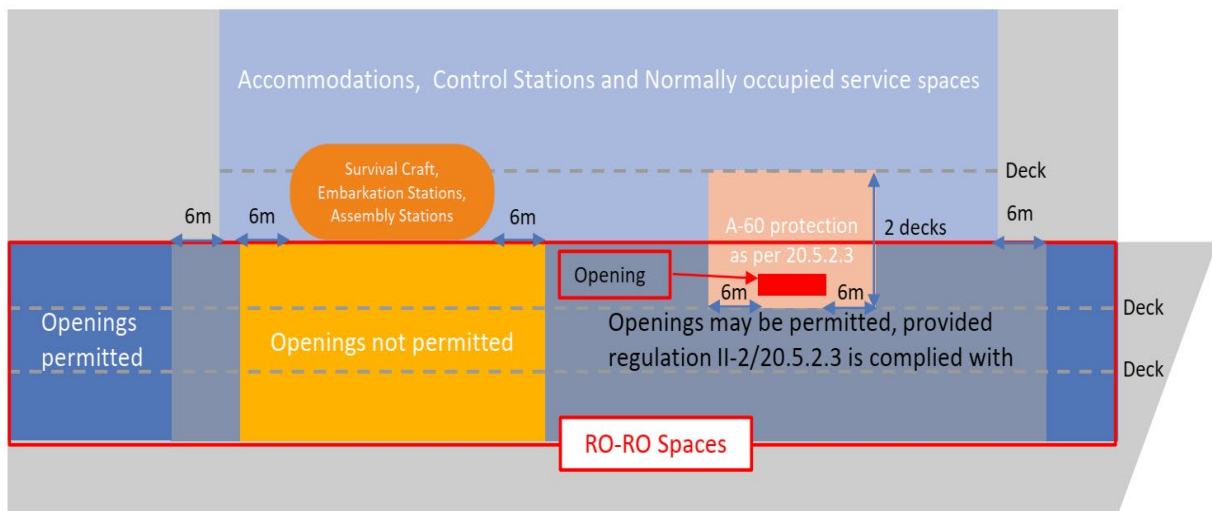 Accommodations, Control Stations and Normally occupied service spaces
Survival Craft,
Embarkation Stations,
Assembly Stations
Deck
6m
6m
6m
A-60 protection
as per 20.5.2.3
2 decks
6m
Opening
6m
6m
Openings
permitted
Openings not permitted
Openings may be permitted, provided
regulation II-2/20.5.2.3 is complied with
Deck
Deck
RO-RO Spaces